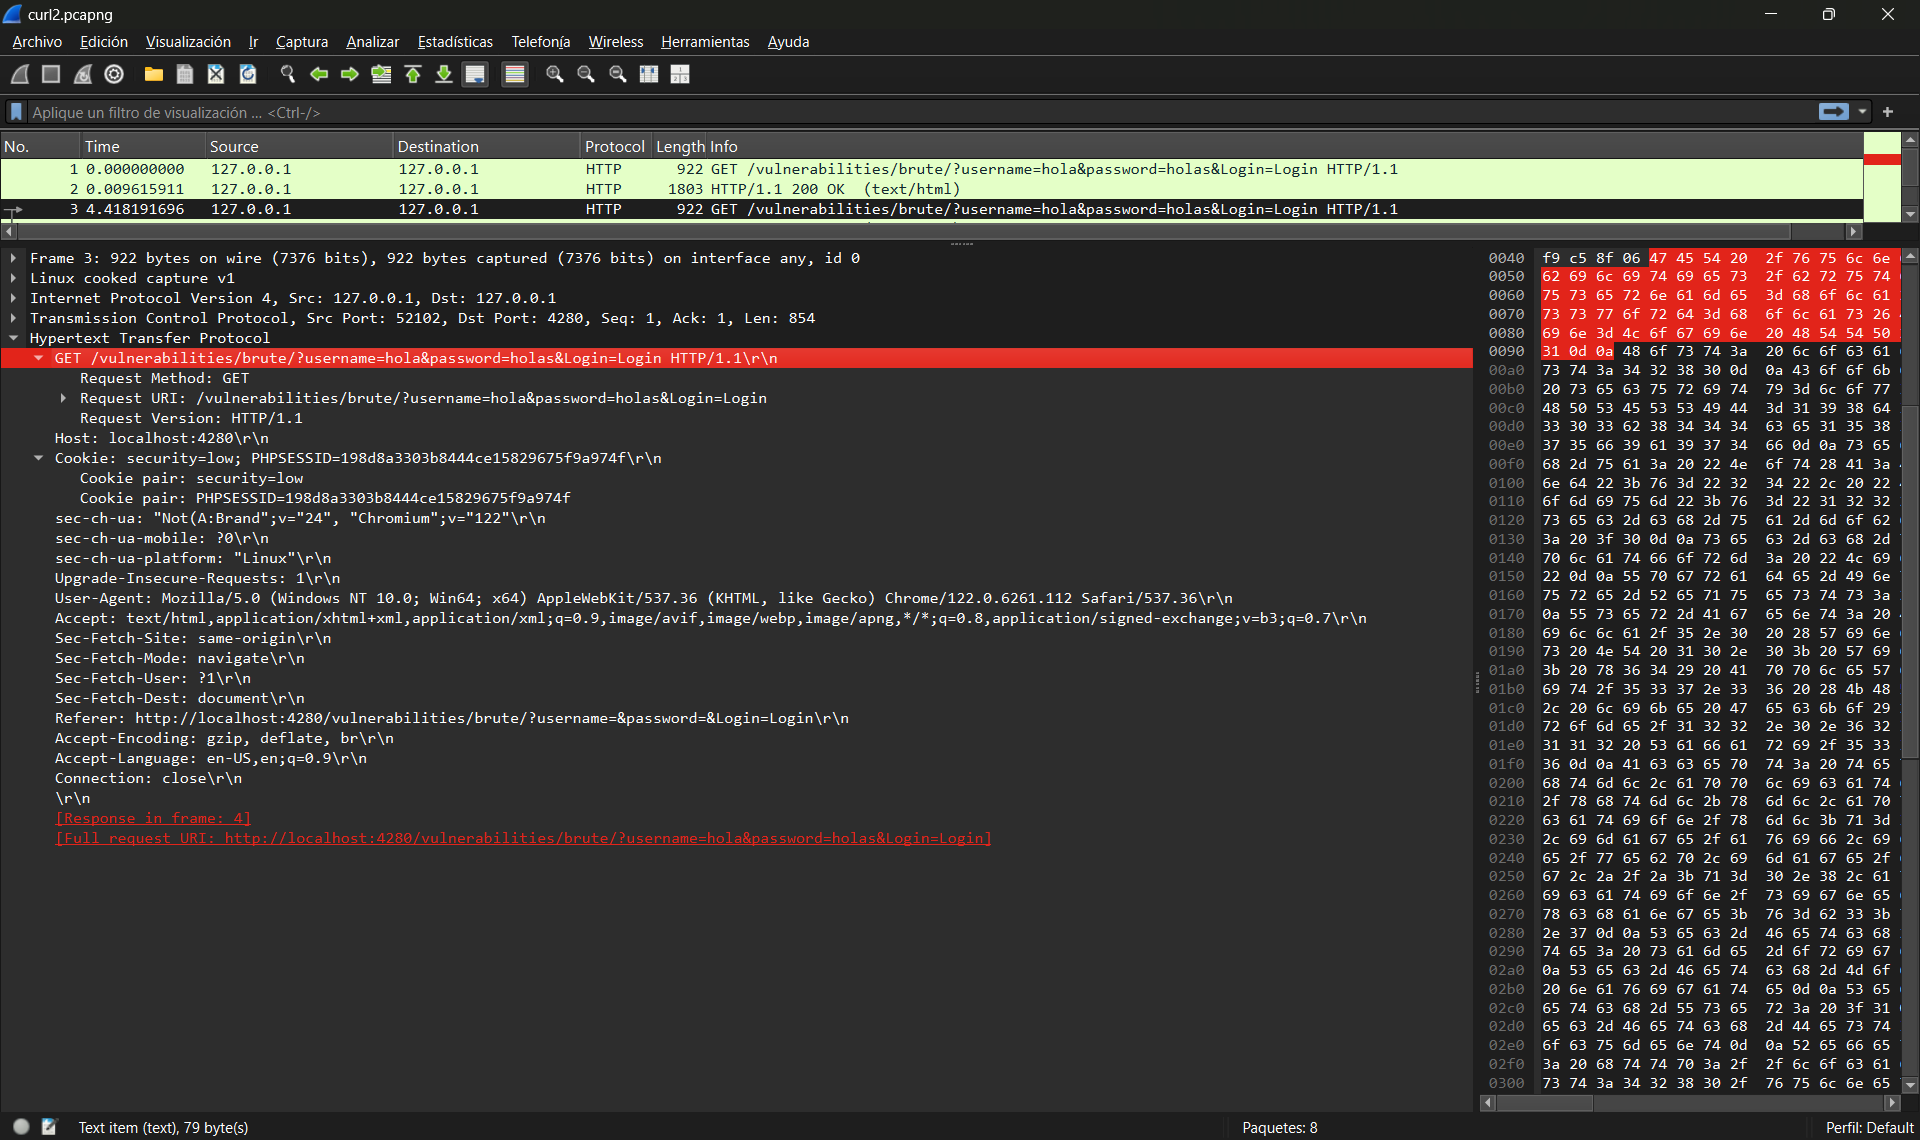 curl2.pcapng
Archivo Edición Visualización Ir Captura Analizar Estadísticas Telefonía Wireless Herramientas Ayuda
Aplique un filtro de visualización ... <Ctrl-/>
No. Time Source Destination Protocol Length Info
1 0.000000000 127.0.0.1 127.0.0.1 HTTP 922 GET /vulnerabilities/brute/?username=hola&password=holas&Login=Login HTTP/1.1
2 0.009615911 127.0.0.1 127.0.0.1 HTTP 1803 HTTP/1.1 200 OK (text/html)
3 4.418191696 127.0.0.1 127.0.0.1 HTTP 922 GET /vulnerabilities/brute/?username=hola&password=holas&Login=Login HTTP/1.1
Frame 3: 922 bytes on wire (7376 bits), 922 bytes captured (7376 bits) on interface any, id 0
Linux cooked capture v1
Internet Protocol Version 4, Src: 127.0.0.1, Dst: 127.0.0.1
Transmission Control Protocol, Src Port: 52102, Dst Port: 4280, Seq: 1, Ack: 1, Len: 854
Hypertext Transfer Protocol
GET /vulnerabilities/brute/?username=hola&password=holas&Login=Login HTTP/1.1\r\n
Request Method: GET
Request URI: /vulnerabilities/brute/?username=hola&password=holas&Login=Login
Request Version: HTTP/1.1
Host: localhost:4280\r\n
Cookie: security=low; PHPSESSID=198d8a3303b8444ce15829675f9a974f\r\n
Cookie pair: security=low
Cookie pair: PHPSESSID=198d8a3303b8444ce15829675f9a974f
sec-ch-ua: "Not(A:Brand";v="24", "Chromium";v="122"\r\n
sec-ch-ua-mobile: ?0\r\n
sec-ch-ua-platform: "Linux"\r\n
Upgrade-Insecure-Requests: 1\r\n
User-Agent: Mozilla/5.0 (Windows NT 10.0; Win64; x64) AppleWebKit/537.36 (KHTML, like Gecko) Chrome/122.0.6261.112 Safari/537.36\r\n
Accept: text/html,application/xhtml+xml,application/xml;q=0.9,image/avif,image/webp,image/apng,*/*;q=0.8,application/signed-exchange;v=b3;q=0.7\r\n
Sec-Fetch-Site: same-origin\r\n
Sec-Fetch-Mode: navigate\r\n
Sec-Fetch-User: ?1\r\n
Sec-Fetch-Dest: document\r\n
Referer: http://localhost:4280/vulnerabilities/brute/?username=&password=&Login=Login\r\n
Accept-Encoding: gzip, deflate, br\r\n
Accept-Language: en-US,en;q=0.9\r\n
Connection: close\r\n
\r\n
[Response in frame: 4]
[Full request URI: http://localhost:4280/vulnerabilities/brute/?username=hola&password=holas&Login=Login]
0040 f9 c5 8f 06 47 45 54 20 2f 76 75 6c 6e
0050 62 69 6c 69 74 69 65 73 2f 62 72 75 74
0060 75 73 65 72 6e 61 6d 65 3d 68 6f 6c 61
0070 73 73 77 6f 72 64 3d 68 6f 6c 61 73 26
0080 69 6e 3d 4c 6f 67 69 6e 20 48 54 54 50
0090 31 0d 0a 48 6f 73 74 3a 20 6c 6f 63 61
00a0 73 74 3a 34 32 38 30 0d 0a 43 6f 6f 6b
00b0 20 73 65 63 75 72 69 74 79 3d 6c 6f 77
00c0 48 50 53 45 53 53 49 44 3d 31 39 38 64
00d0 33 30 33 62 38 34 34 34 63 65 31 35 38
00e0 37 35 66 39 61 39 37 34 66 0d 0a 73 65
00f0 68 2d 75 61 3a 20 22 4e 6f 74 28 41 3a
0100 6e 64 22 3b 76 3d 22 32 34 22 2c 20 22
0110 6f 6d 69 75 6d 22 3b 76 3d 22 31 32 32
0120 73 65 63 2d 63 68 2d 75 61 2d 6d 6f 62
0130 3a 20 3f 30 0d 0a 73 65 63 2d 63 68 2d
0140 70 6c 61 74 66 6f 72 6d 3a 20 22 4c 69
0150 22 0d 0a 55 70 67 72 61 64 65 2d 49 6e
0160 75 72 65 2d 52 65 71 75 65 73 74 73 3a
0170 0a 55 73 65 72 2d 41 67 65 6e 74 3a 20
0180 69 6c 6c 61 2f 35 2e 30 20 28 57 69 6e
0190 73 20 4e 54 20 31 30 2e 30 3b 20 57 69
01a0 3b 20 78 36 34 29 20 41 70 70 6c 65 57
01b0 69 74 2f 35 33 37 2e 33 36 20 28 4b 48
01c0 2c 20 6c 69 6b 65 20 47 65 63 6b 6f 29
01d0 72 6f 6d 65 2f 31 32 32 2e 30 2e 36 32
01e0 31 31 32 20 53 61 66 61 72 69 2f 35 33
01f0 36 0d 0a 41 63 63 65 70 74 3a 20 74 65
0200 68 74 6d 6c 2c 61 70 70 6c 69 63 61 74
0210 2f 78 68 74 6d 6c 2b 78 6d 6c 2c 61 70
0220 63 61 74 69 6f 6e 2f 78 6d 6c 3b 71 3d
0230 2c 69 6d 61 67 65 2f 61 76 69 66 2c 69
0240 65 2f 77 65 62 70 2c 69 6d 61 67 65 2f
0250 67 2c 2a 2f 2a 3b 71 3d 30 2e 38 2c 61
0260 69 63 61 74 69 6f 6e 2f 73 69 67 6e 65
0270 78 63 68 61 6e 67 65 3b 76 3d 62 33 3b
0280 2e 37 0d 0a 53 65 63 2d 46 65 74 63 68
0290 74 65 3a 20 73 61 6d 65 2d 6f 72 69 67
02a0 0a 53 65 63 2d 46 65 74 63 68 2d 4d 6f
02b0 20 6e 61 76 69 67 61 74 65 0d 0a 53 65
02c0 65 74 63 68 2d 55 73 65 72 3a 20 3f 31
02d0 65 63 2d 46 65 74 63 68 2d 44 65 73 74
02e0 6f 63 75 6d 65 6e 74 0d 0a 52 65 66 65
02f0 3a 20 68 74 74 70 3a 2f 2f 6c 6f 63 61
0300 73 74 3a 34 32 38 30 2f 76 75 6c 6e 65
Text item (text), 79 byte(s)
Paquetes: 8
Perfil: Default